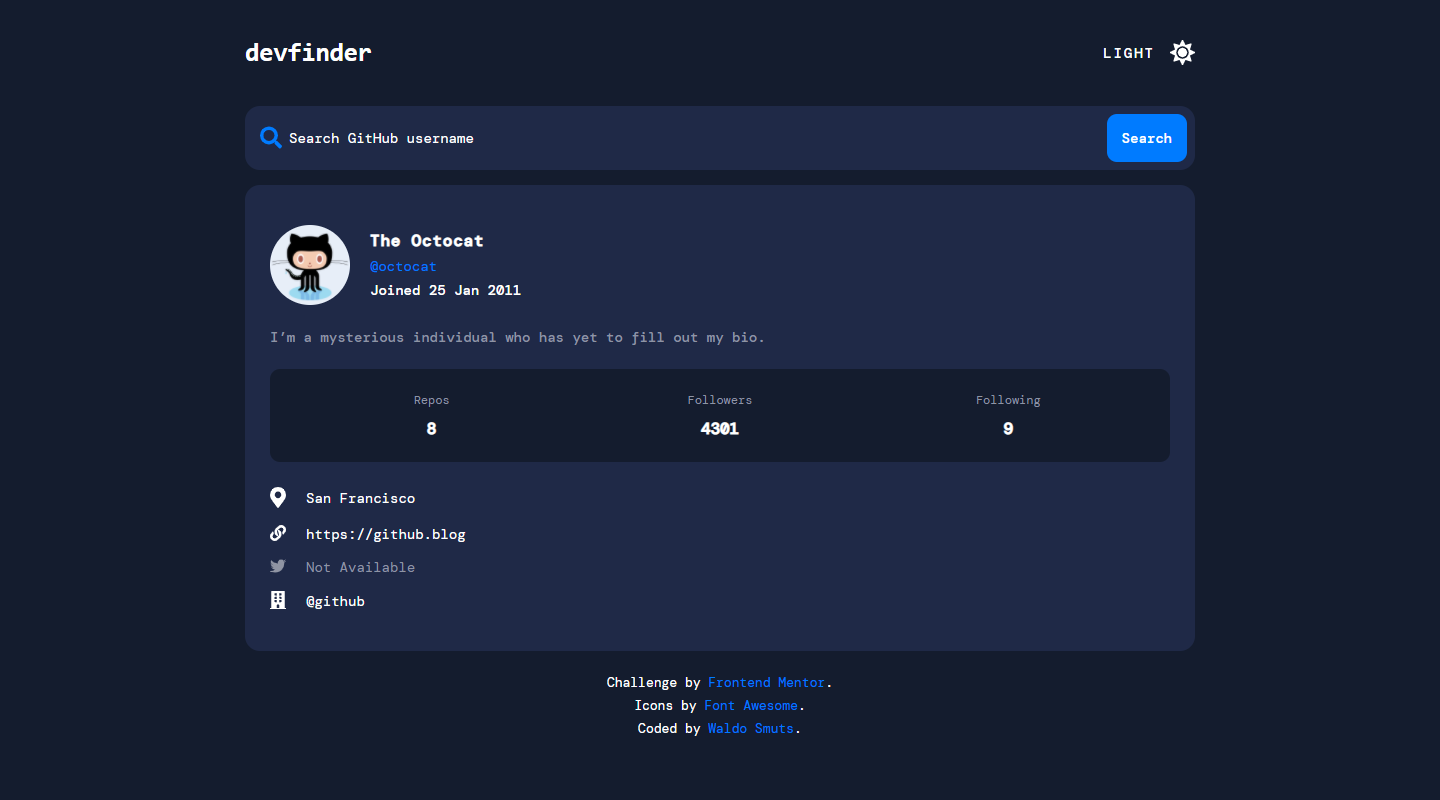 devfinder
LIGHT
Search GitHub username
Search
The Octocat
@octocat
Joined 25 Jan 2011
I’m a mysterious individual who has yet to fill out my bio.
Repos
Followers
Following
8
4301
9
San Francisco
https://github.blog
Not Available
@github
Challenge by Frontend Mentor.
Icons by Font Awesome.
Coded by Waldo Smuts.